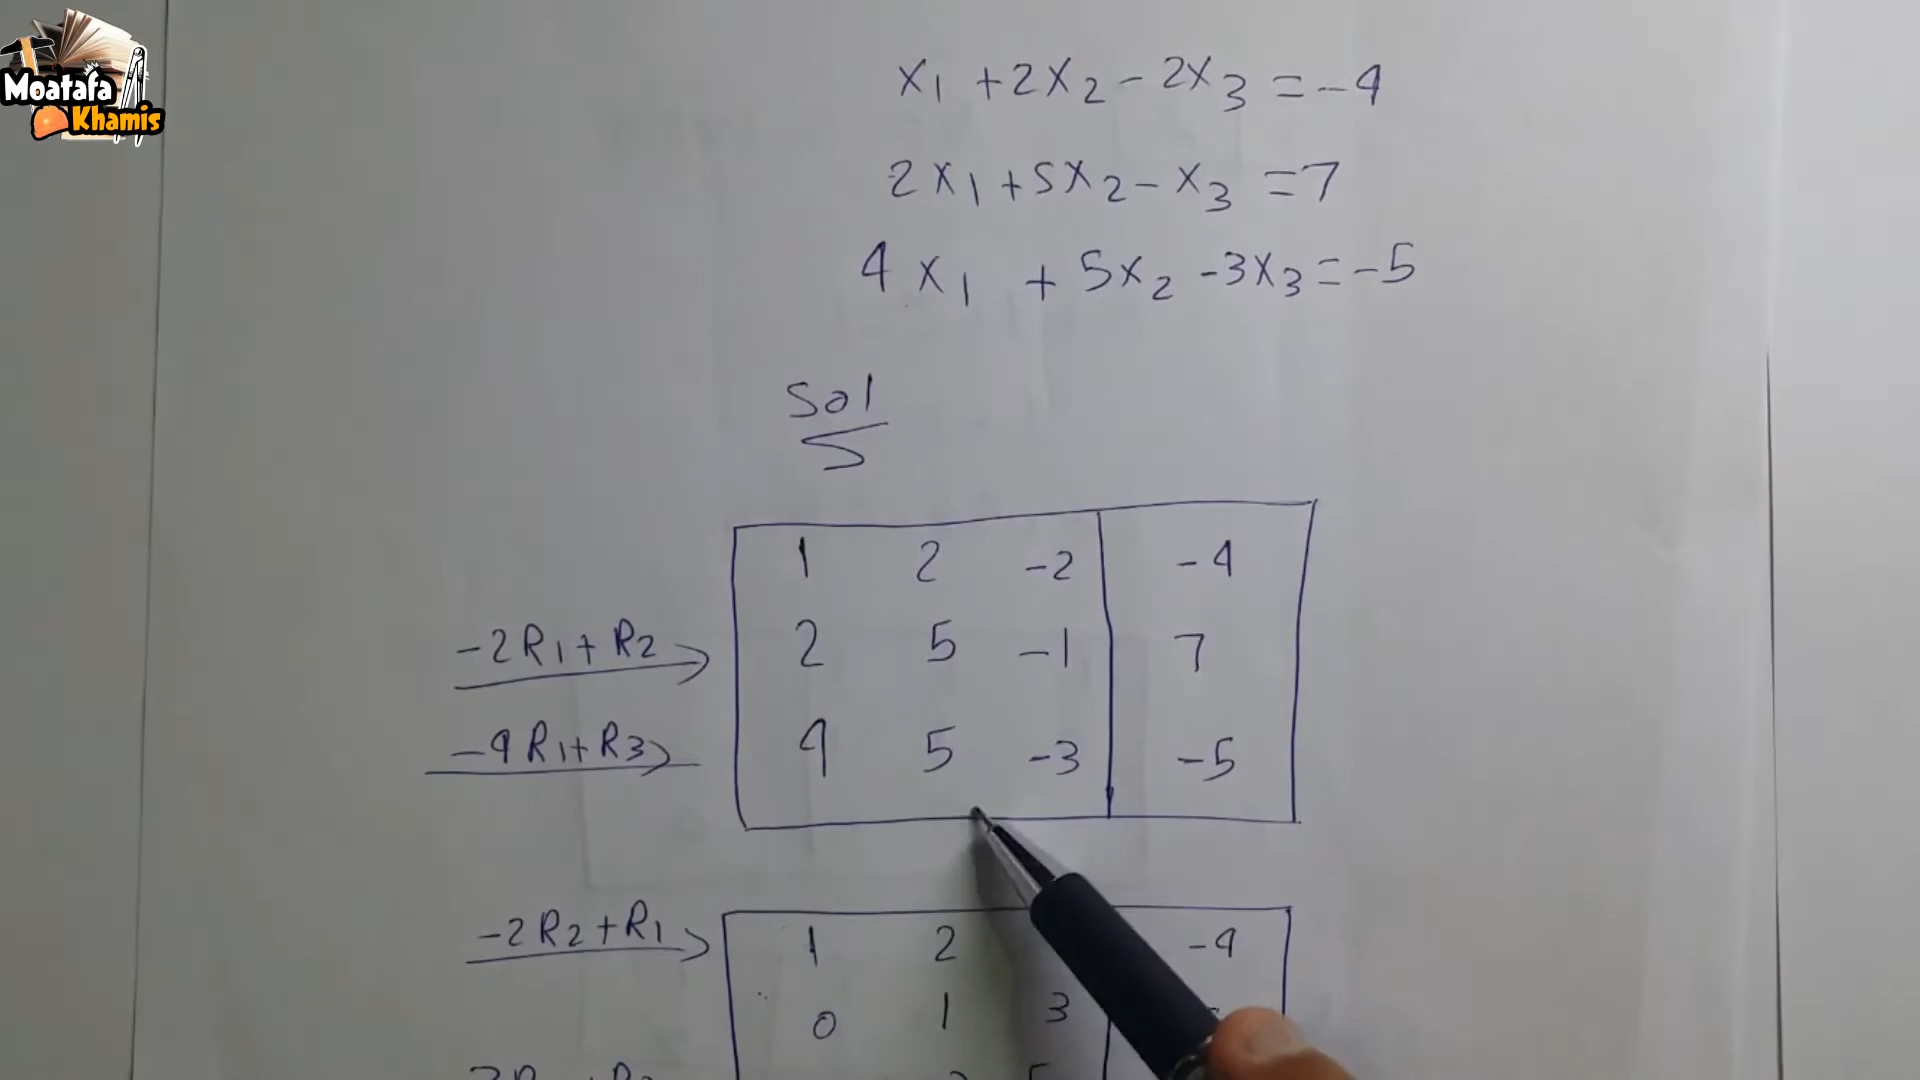 Moatafa
Khamis
x1 + 2x2 - 2x3 = -4
2x1 + 5x2 - x3 = 7
4x1 + 5x2 - 3x3 = -5
Sol
1 2 -2 -4
-2R1+R2 2 5 -1 7
-4R1+R3 4 5 -3 -5
-2R2+R1 1 2 -4
0 1 3